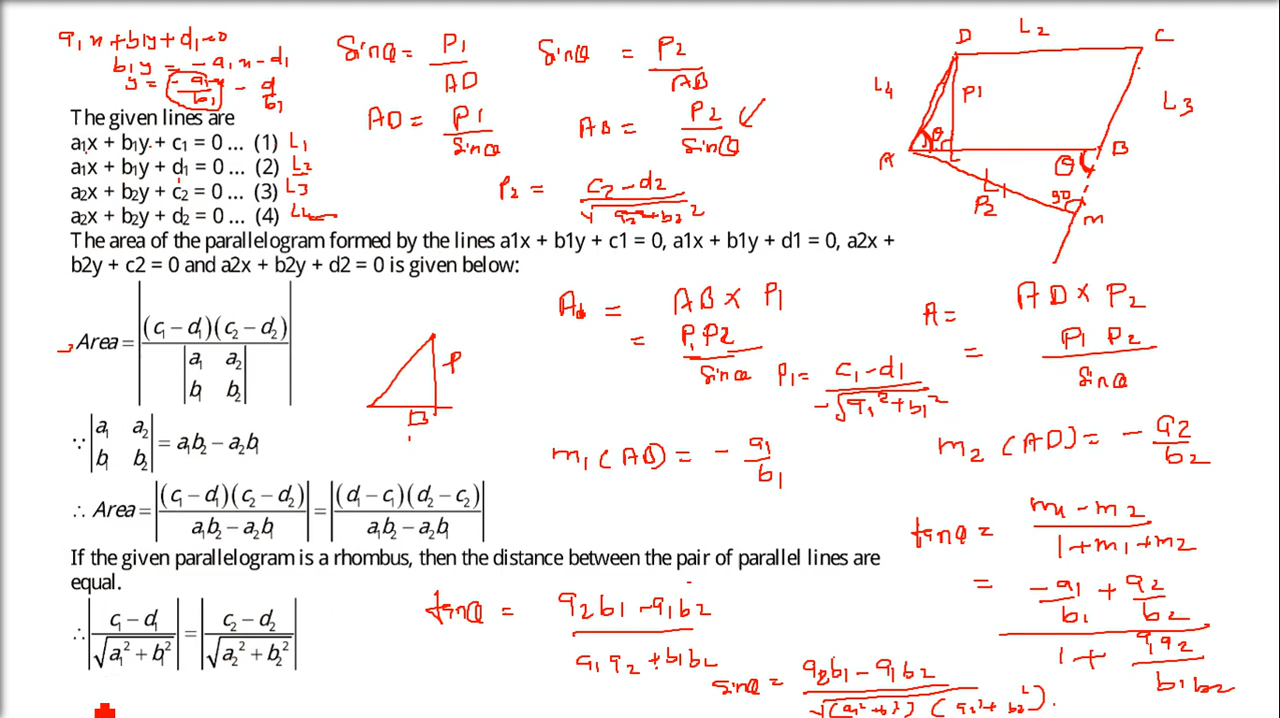 a₁x + b₁y + d₁=0
b₁y = -a₁x - d₁
y = -a₁x/b₁ - d/b₁
The given lines are
a₁x + b₁y + c₁ = 0 ... (1) L₁
a₁x + b₁y + d₁ = 0 ... (2) L₂
a₂x + b₂y + c₂ = 0 ... (3) L₃
a₂x + b₂y + d₂ = 0 ... (4) L₄
The area of the parallelogram formed by the lines a1x + b1y + c1 = 0, a1x + b1y + d1 = 0, a2x +
b2y + c2 = 0 and a2x + b2y + d2 = 0 is given below:
Area = |(c₁ − d₁)(c₂ − d₂) / |a₁ a₂ b₁ b₂||
∵ |a₁ a₂ b₁ b₂| = a₁b₂ − a₂b₁
∴ Area = |(c₁ − d₁)(c₂ − d₂) / a₁b₂ − a₂b₁| = |(d₁ − c₁)(d₂ − c₂) / a₁b₂ − a₂b₁|
If the given parallelogram is a rhombus, then the distance between the pair of parallel lines are
equal.
∴ |c₁ − d₁ / √a₁² + b₁²| = |c₂ − d₂ / √a₂² + b₂²|
Sinθ = P₁/AD
Sinθ = P₂/AB
AD = P₁/Sinθ
AB = P₂/Sinθ
P₂ = c₂-d₂/√a₂²+b₂²
D L₂ C
L₄ P₁ L₃
A θ L B
θ L₁
P₂ 90 M
A = AB × P₁
= P₁P₂/Sinθ
P₁ = c₁-d₁/√a₁²+b₁²
A = AD × P₂
= P₁ P₂/Sinθ
P
m₁(AB) = - a₁/b₁
m₂(AD) = - a₂/b₂
tanθ = m₁-m₂/1+m₁+m₂
= -a₁/b₁ + a₂/b₂ / 1 + a₁a₂/b₁b₂
tanθ = a₂b₁-a₁b₂/a₁a₂+b₁b₂
Sinθ = a₂b₁-a₁b₂/√(a₁²+b₁²)(a₂²+b₂²).